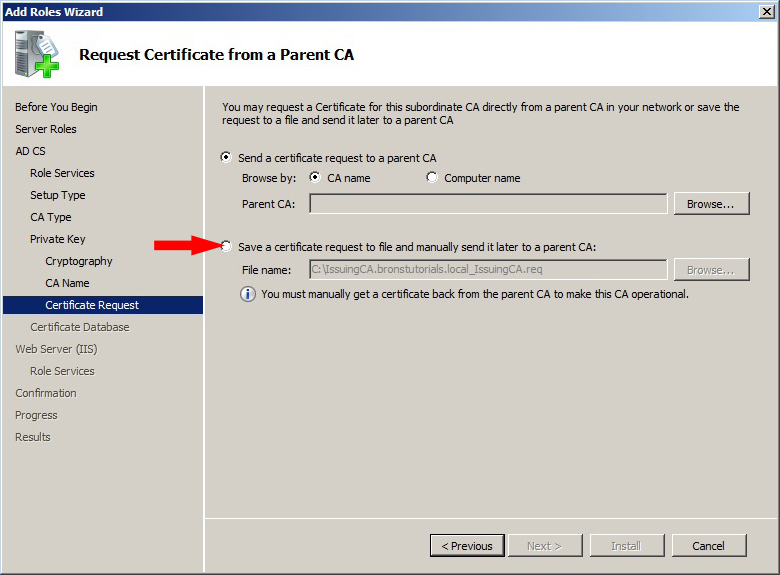 Add Roles Wizard
Request Certificate from a Parent CA
Before You Begin
Server Roles
AD CS
Role Services
Setup Type
CA Type
Private Key
Cryptography
CA Name
Certificate Request
Certificate Database
Web Server (IIS)
Role Services
Confirmation
Progress
Results
You may request a Certificate for this subordinate CA directly from a parent CA in your network or save the
request to a file and send it later to a parent CA
Send a certificate request to a parent CA
Browse by: CA name Computer name
Parent CA: Browse...
Save a certificate request to file and manually send it later to a parent CA:
File name: C:\IssuingCA.bronstutorials.local_IssuingCA.req Browse...
You must manually get a certificate back from the parent CA to make this CA operational.
< Previous Next > Install Cancel